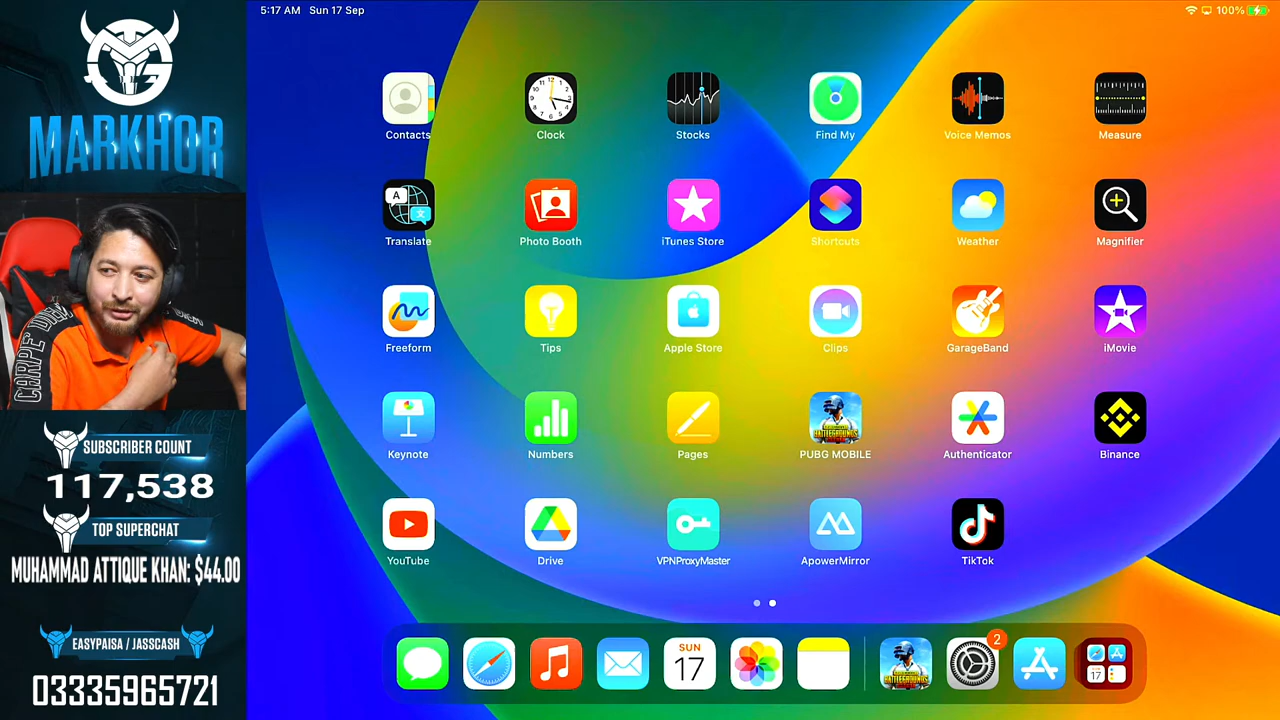 5:17 AM Sun 17 Sep
100%
MARKHOR
Contacts
Clock
Stocks
Find My
Voice Memos
Measure
Translate
Photo Booth
iTunes Store
Shortcuts
Weather
Magnifier
Freeform
Tips
Apple Store
Clips
GarageBand
iMovie
Keynote
Numbers
Pages
PUBG MOBILE
Authenticator
Binance
YouTube
Drive
VPNProxyMaster
ApowerMirror
TikTok
SUN
17
2
17
CARPE DIEM
SUBSCRIBER COUNT
117,538
TOP SUPERCHAT
MUHAMMAD ATTIQUE KHAN: $44.00
EASYPAISA / JASSCASH
03335965721